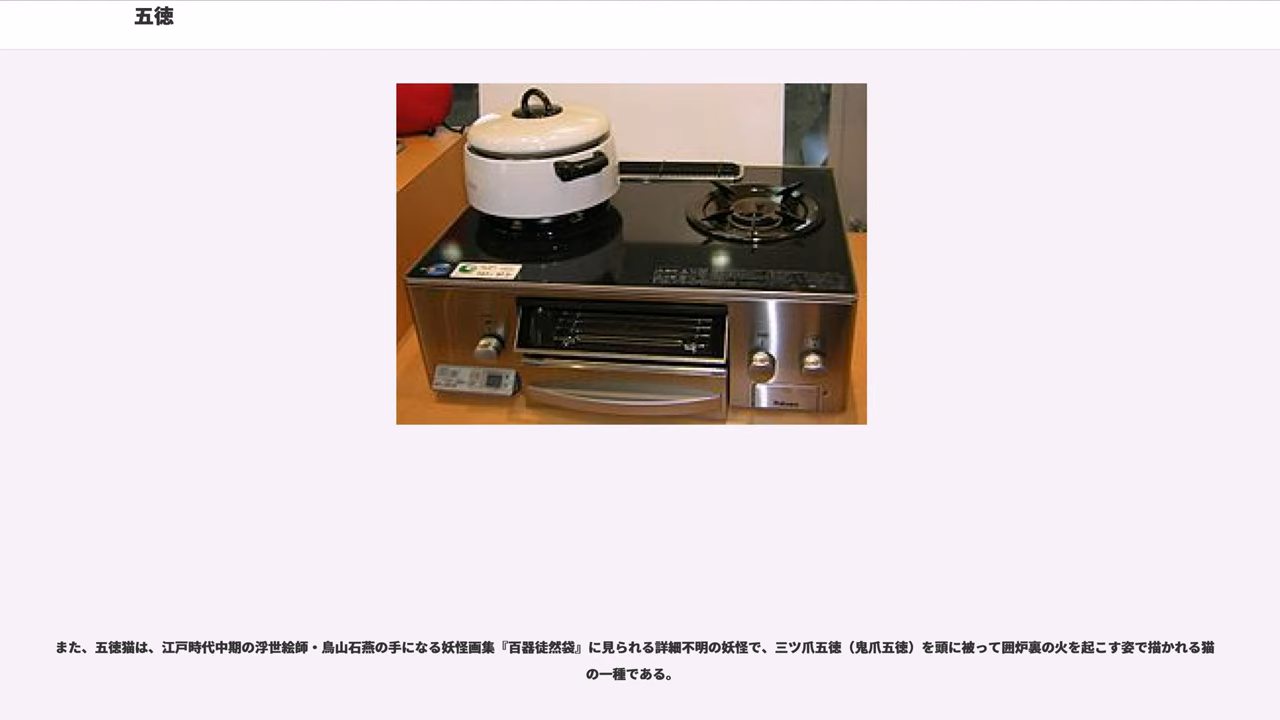 五徳
また、五徳猫は、江戸時代中期の浮世絵師・鳥山石燕の手になる妖怪画集『百器徒然袋』に見られる詳細不明の妖怪で、三ツ爪五徳（鬼爪五徳）を頭に被って囲炉裏の火を起こす姿で描かれる猫
の一種である。